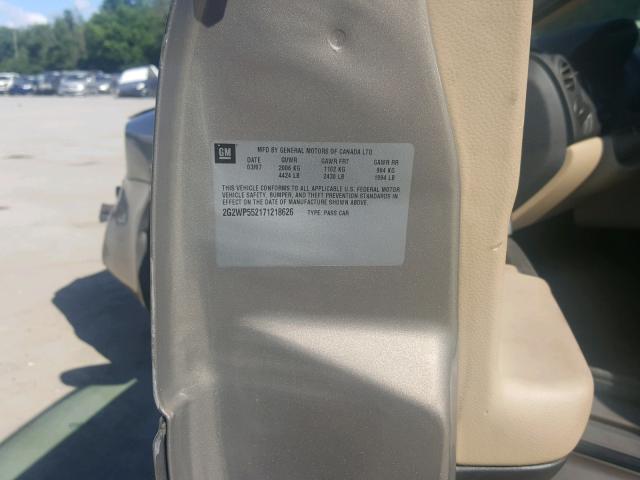 MFD BY GENERAL MOTORS OF CANADA LTD
GM
DATE GVWR GAWR FRT GAWR RR
03/07 2006 KG 1102 KG 904 KG
4424 LB 2430 LB 1994 LB
THIS VEHICLE CONFORMS TO ALL APPLICABLE U.S. FEDERAL MOTOR
VEHICLE SAFETY, BUMPER, AND THEFT PREVENTION STANDARDS
IN EFFECT ON THE DATE OF MANUFACTURE SHOWN ABOVE.
2G2WP552171218626 TYPE: PASS CAR